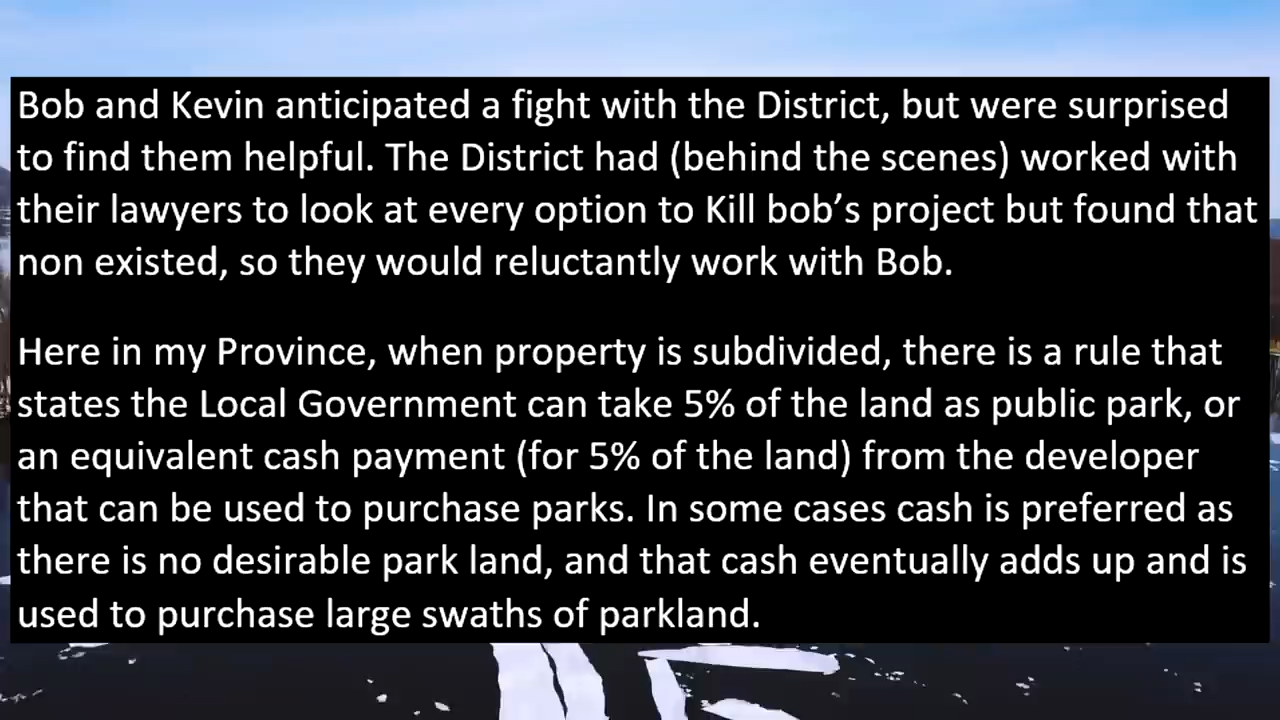 Bob and Kevin anticipated a fight with the District, but were surprised
to find them helpful. The District had (behind the scenes) worked with
their lawyers to look at every option to Kill bob’s project but found that
non existed, so they would reluctantly work with Bob.
Here in my Province, when property is subdivided, there is a rule that
states the Local Government can take 5% of the land as public park, or
an equivalent cash payment (for 5% of the land) from the developer
that can be used to purchase parks. In some cases cash is preferred as
there is no desirable park land, and that cash eventually adds up and is
used to purchase large swaths of parkland.